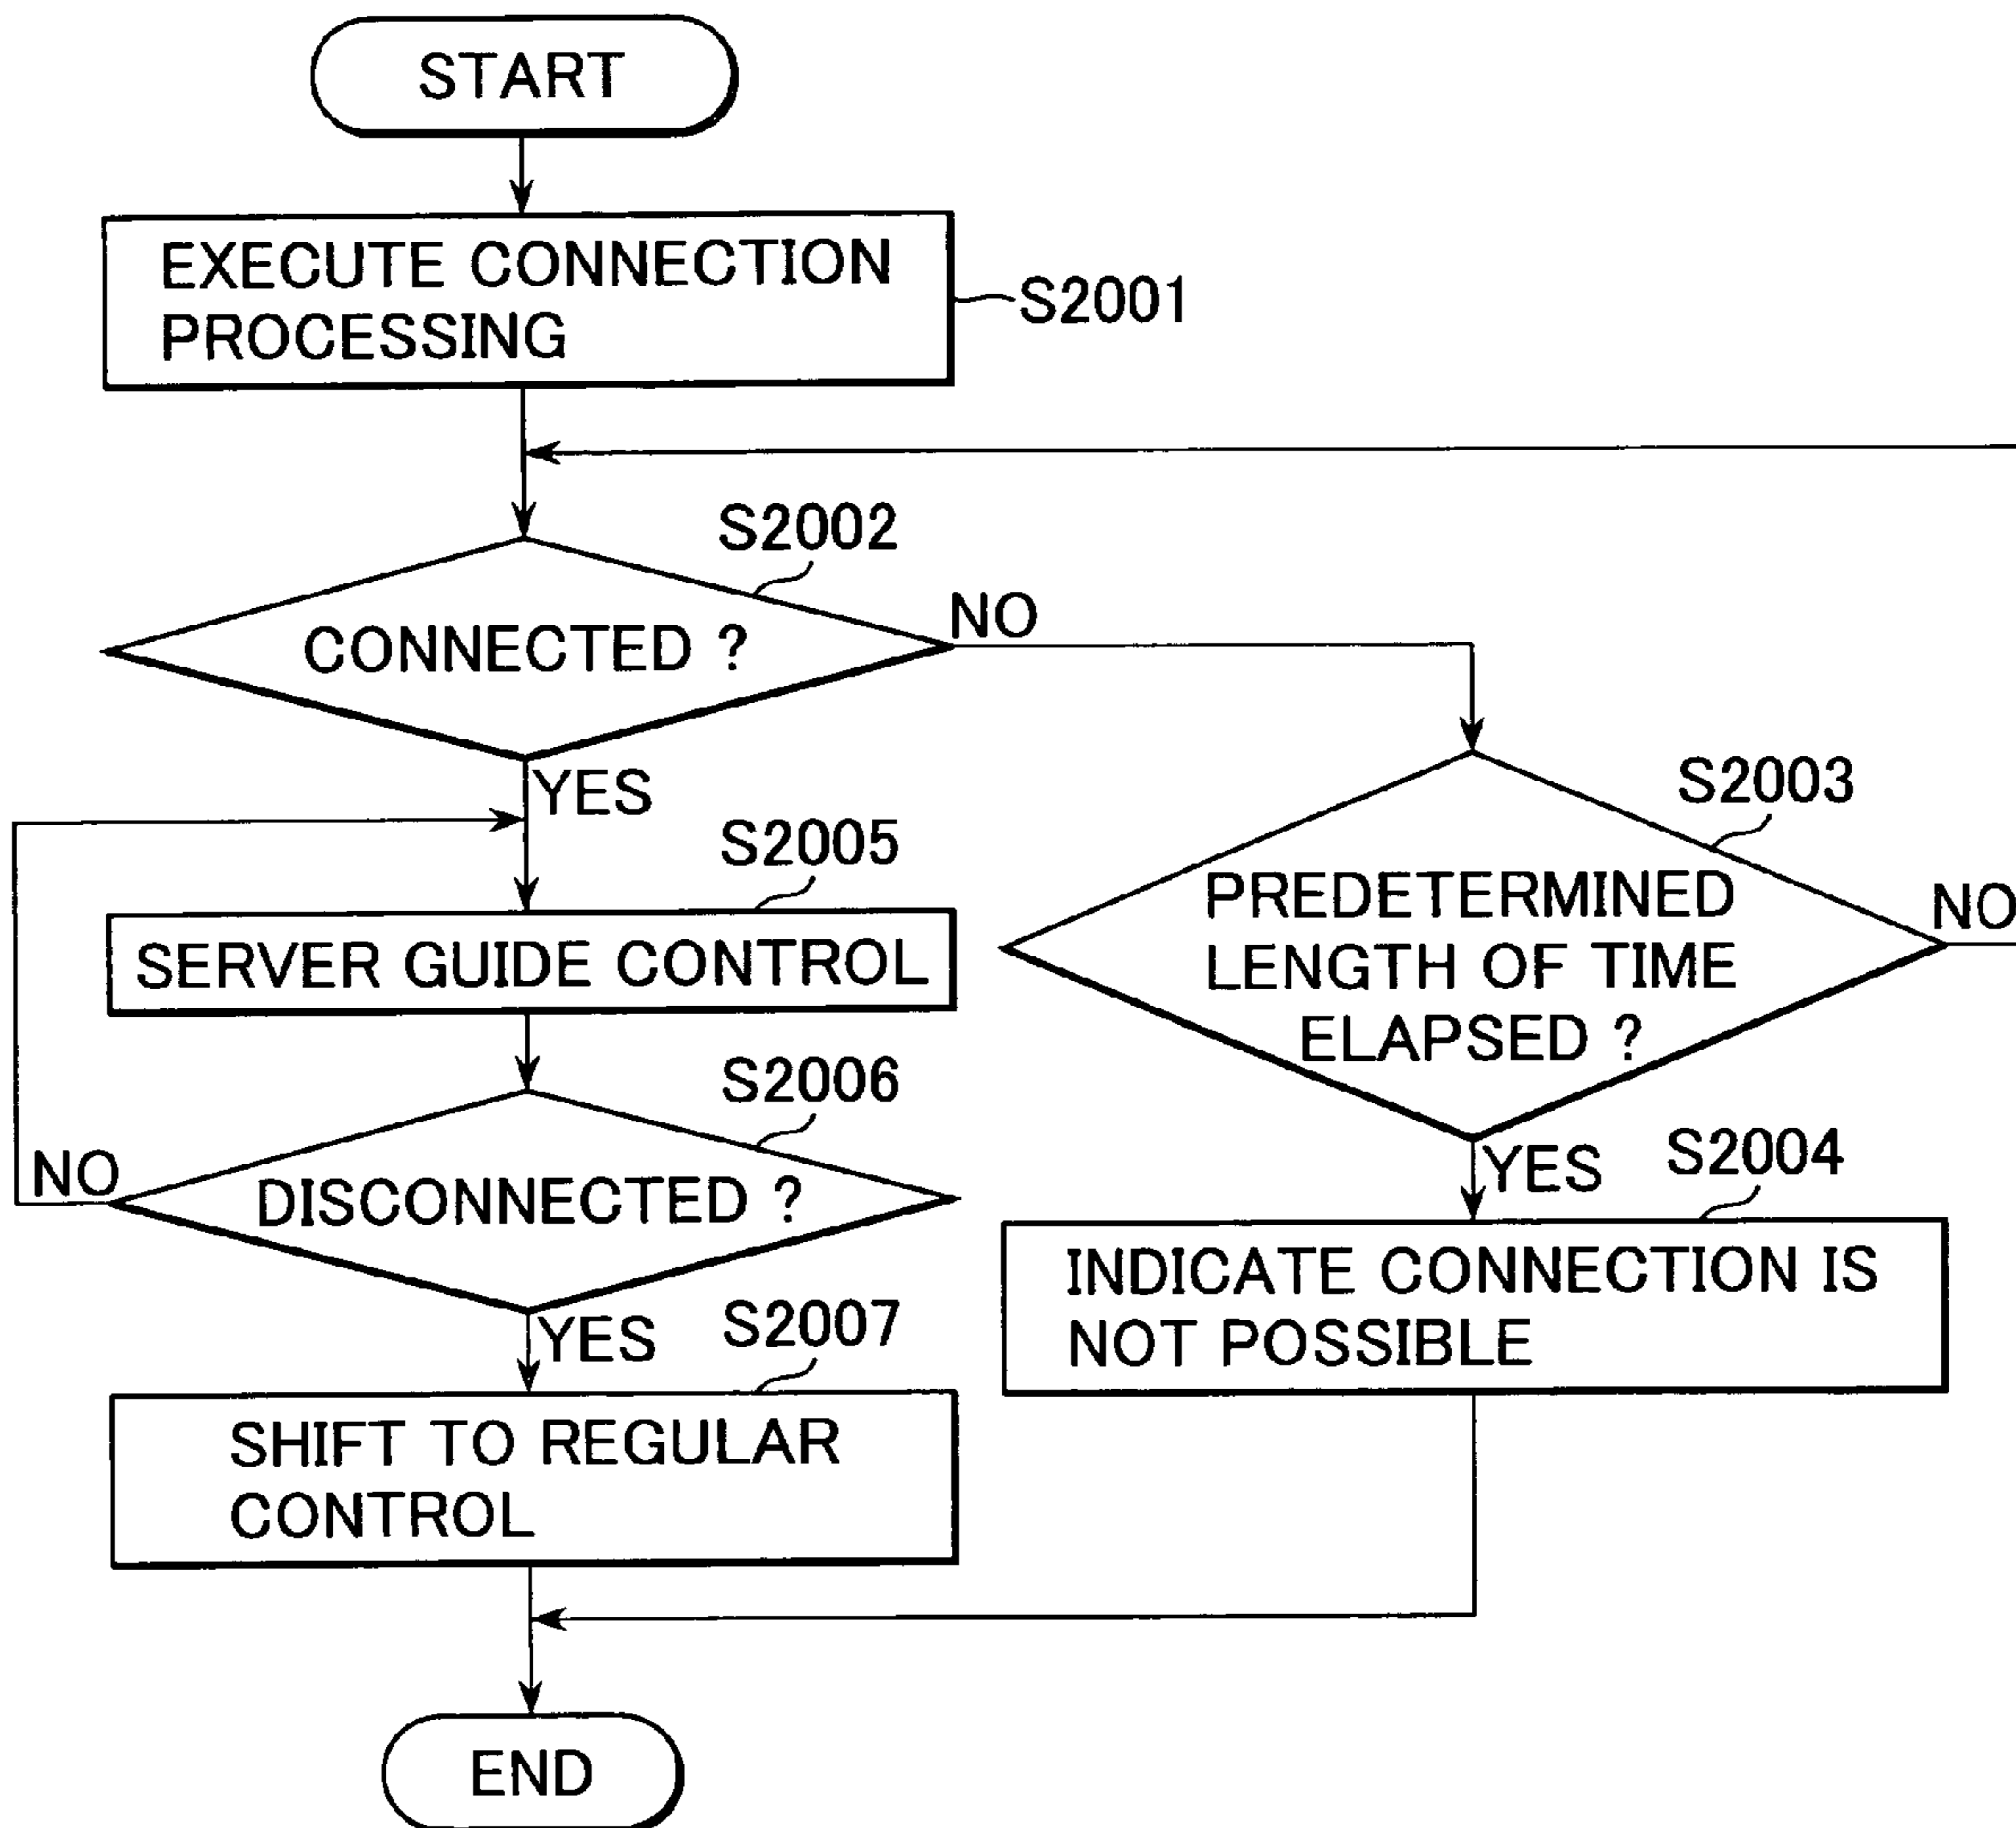 START
EXECUTE CONNECTION
PROCESSING
S2001
S2002
CONNECTED ?
NO
YES
S2003
PREDETERMINED
LENGTH OF TIME
ELAPSED ?
NO
YES
S2004
INDICATE CONNECTION IS
NOT POSSIBLE
S2005
SERVER GUIDE CONTROL
S2006
DISCONNECTED ?
NO
YES
S2007
SHIFT TO REGULAR
CONTROL
END